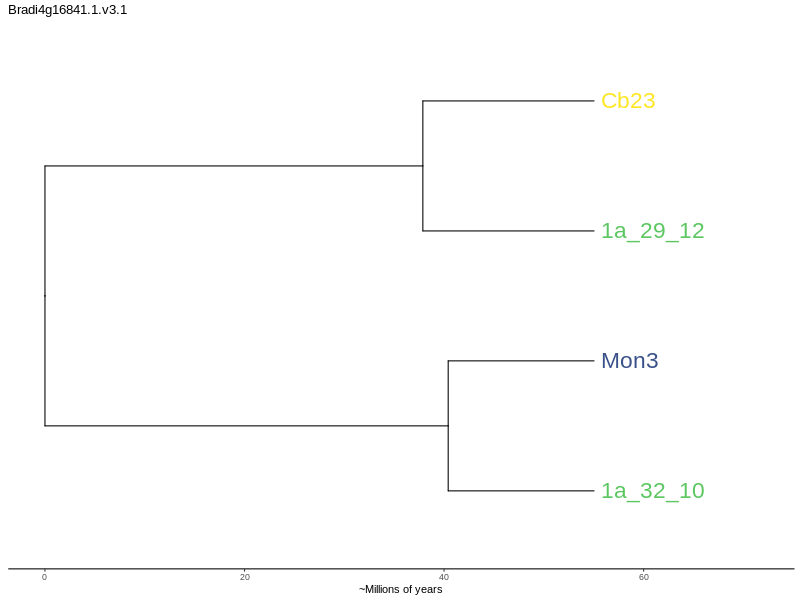 Bradi4g16841.1.v3.1
Cb23
1a_29_12
Mon3
1a_32_10
0 20 40 60
~Millions of years